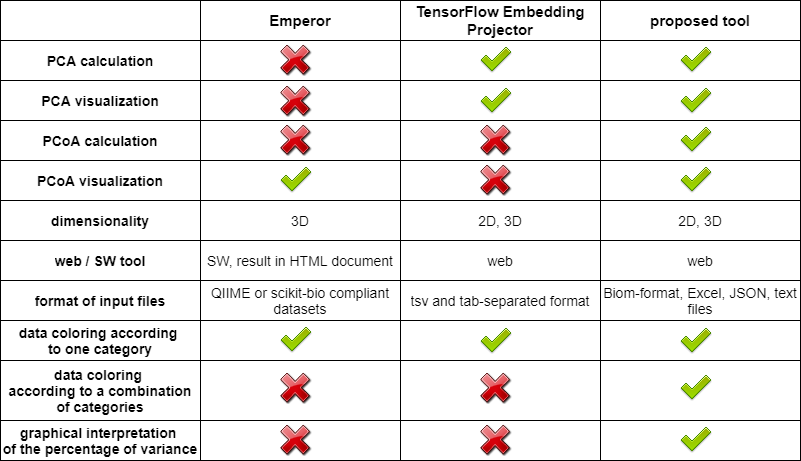 Emperor
TensorFlow Embedding
Projector
proposed tool
PCA calculation
PCA visualization
PCoA calculation
PCoA visualization
dimensionality
3D
2D, 3D
2D, 3D
web / SW tool
SW, result in HTML document
web
web
format of input files
QIIME or scikit-bio compliant
datasets
tsv and tab-separated format
Biom-format, Excel, JSON, text
files
data coloring according
to one category
data coloring
according to a combination
of categories
graphical interpretation
of the percentage of variance